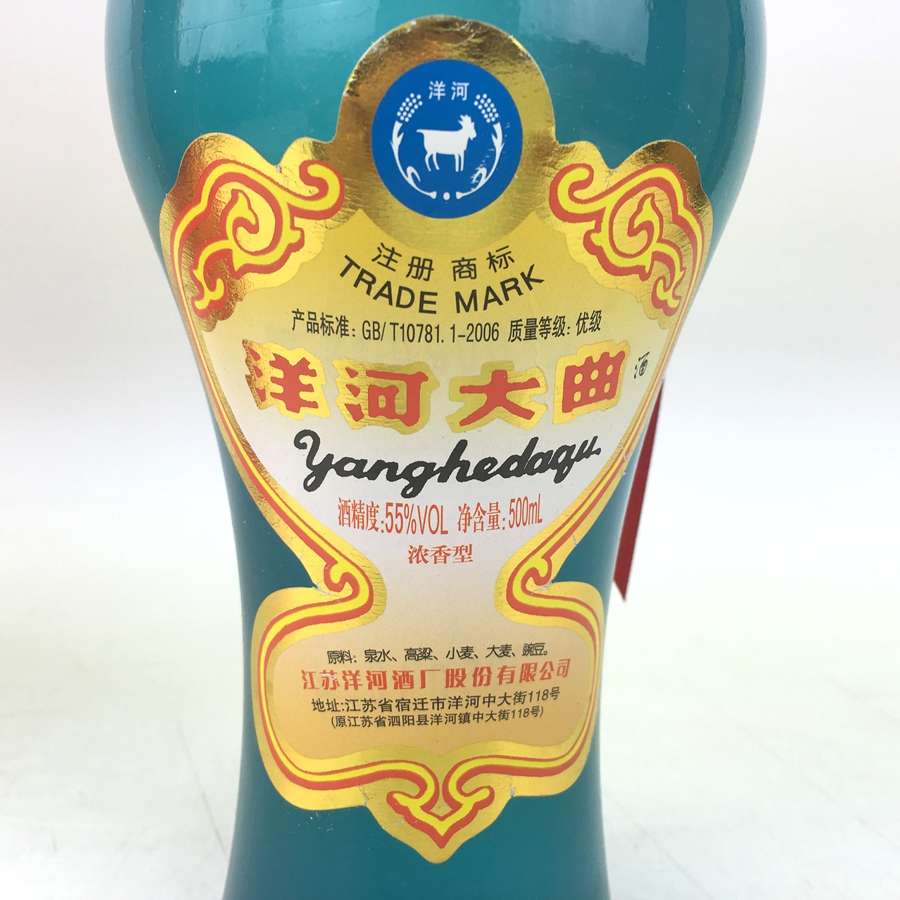 洋河
注册 商标
TRADE MARK
产品标准: GB/T10781.1-2006 质量等级: 优级
洋河大曲 酒
Yanghedaqu
酒精度:55%VOL 净含量:500mL
浓香型
原料: 泉水、高粱、小麦、大麦、豌豆。
江苏洋河酒厂股份有限公司
地址:江苏省宿迁市洋河中大街118号
(原江苏省泗阳县洋河镇中大街118号)